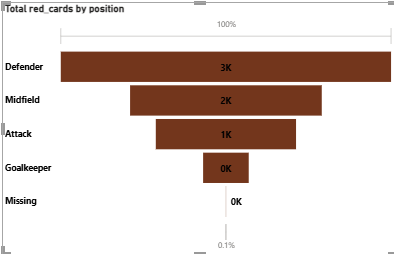 Total red_cards by position
100%
Defender 3K
Midfield 2K
Attack 1K
Goalkeeper 0K
Missing 0K
0.1%